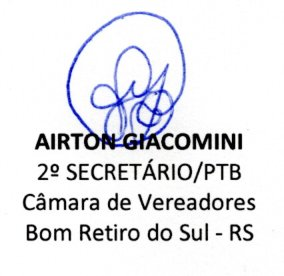 AIRTON GIACOMINI
2º SECRETÁRIO/PTB
Câmara de Vereadores
Bom Retiro do Sul - RS